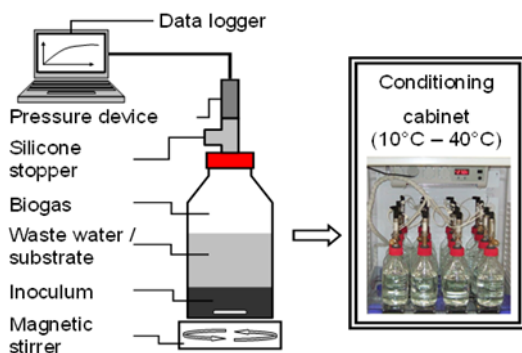 Data logger
Pressure device
Silicone
stopper
Biogas
Waste water /
substrate
Inoculum
Magnetic
stirrer
Conditioning
cabinet
(10°C – 40°C)